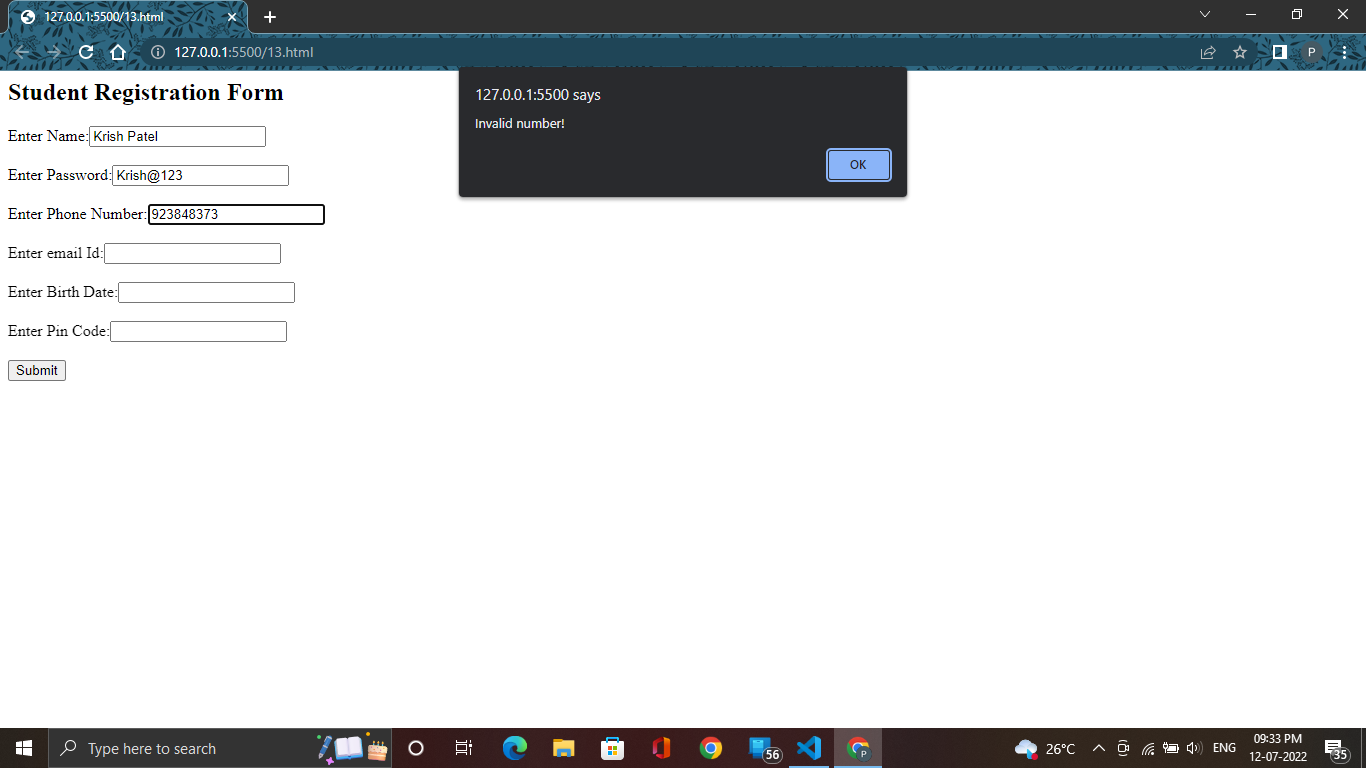 127.0.0.1:5500/13.html
127.0.0.1:5500/13.html
P
127.0.0.1:5500 says
Invalid number!
OK
Student Registration Form
Enter Name:Krish Patel
Enter Password:Krish@123
Enter Phone Number:923848373
Enter email Id:
Enter Birth Date:
Enter Pin Code:
Submit
Type here to search
56
P
26°C
ENG
09:33 PM
12-07-2022
35